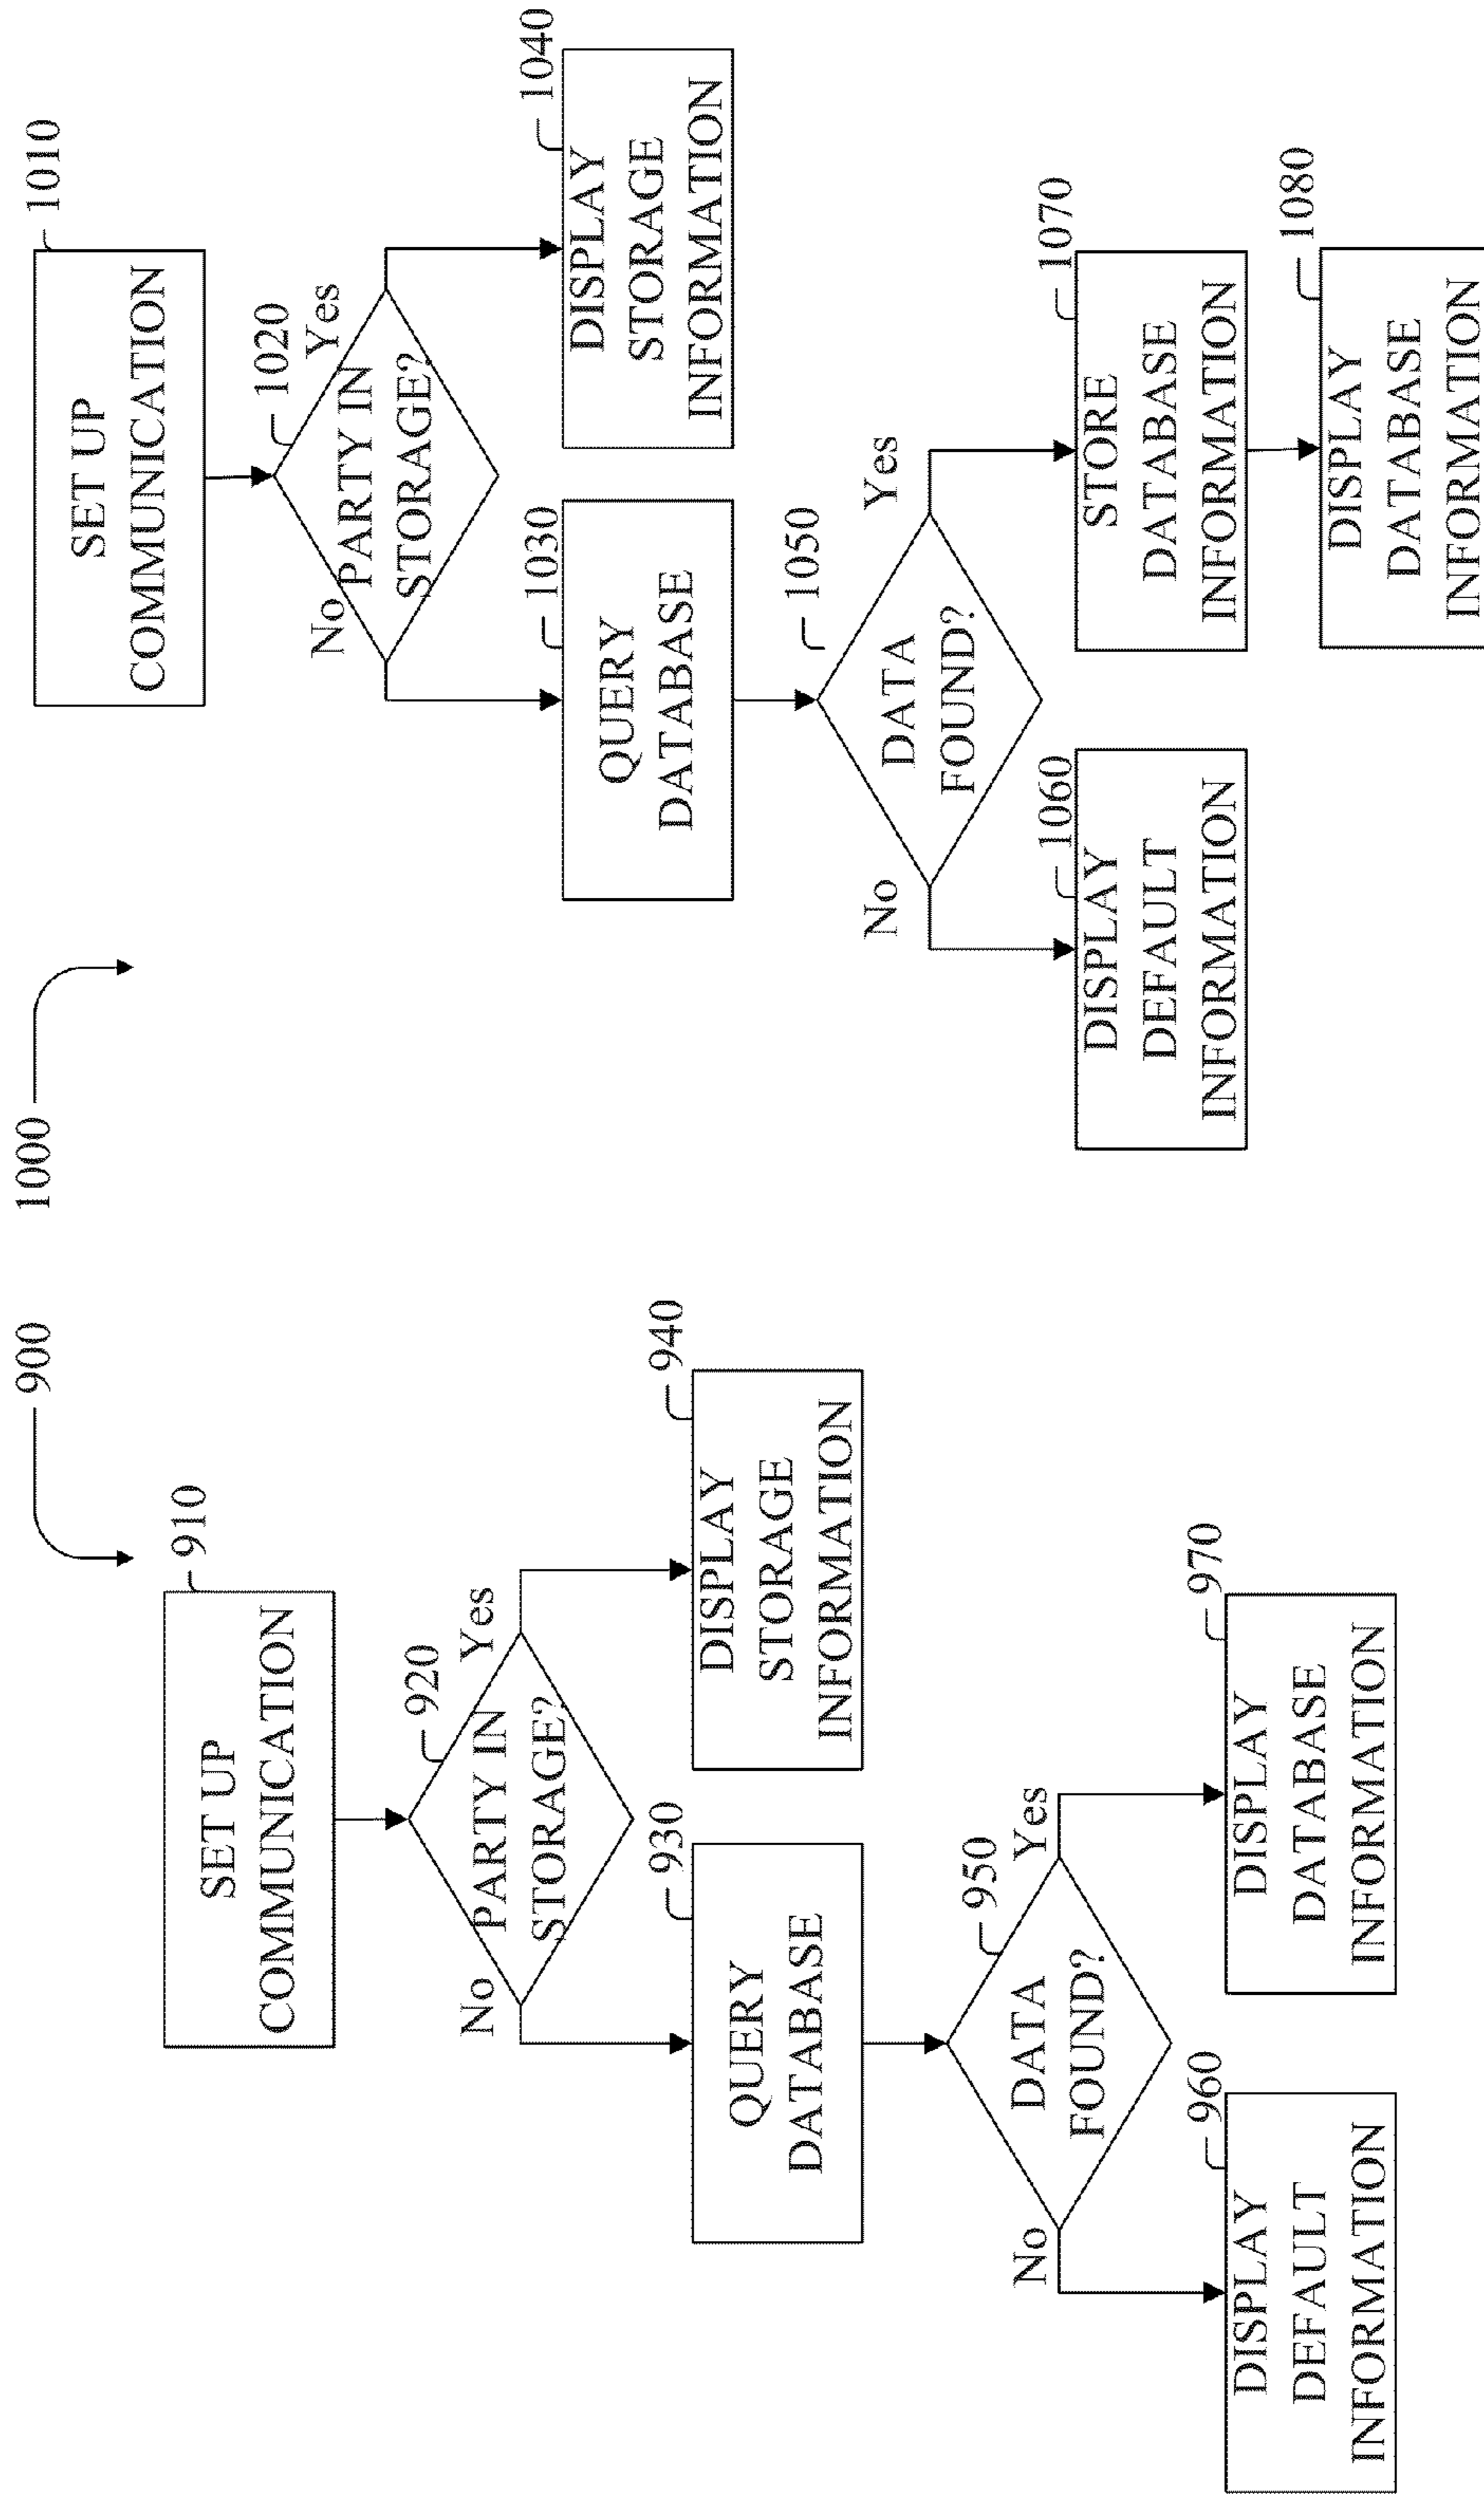 900
SET UP
COMMUNICATION
910
PARTY IN
STORAGE?
920
No
Yes
QUERY
DATABASE
930
DISPLAY
STORAGE
INFORMATION
940
DATA
FOUND?
950
No
Yes
DISPLAY
DEFAULT
INFORMATION
960
DISPLAY
DATABASE
INFORMATION
970
1000
SET UP
COMMUNICATION
1010
PARTY IN
STORAGE?
1020
No
Yes
QUERY
DATABASE
1030
DISPLAY
STORAGE
INFORMATION
1040
DATA
FOUND?
1050
No
Yes
DISPLAY
DEFAULT
INFORMATION
1060
STORE
DATABASE
INFORMATION
1070
DISPLAY
DATABASE
INFORMATION
1080